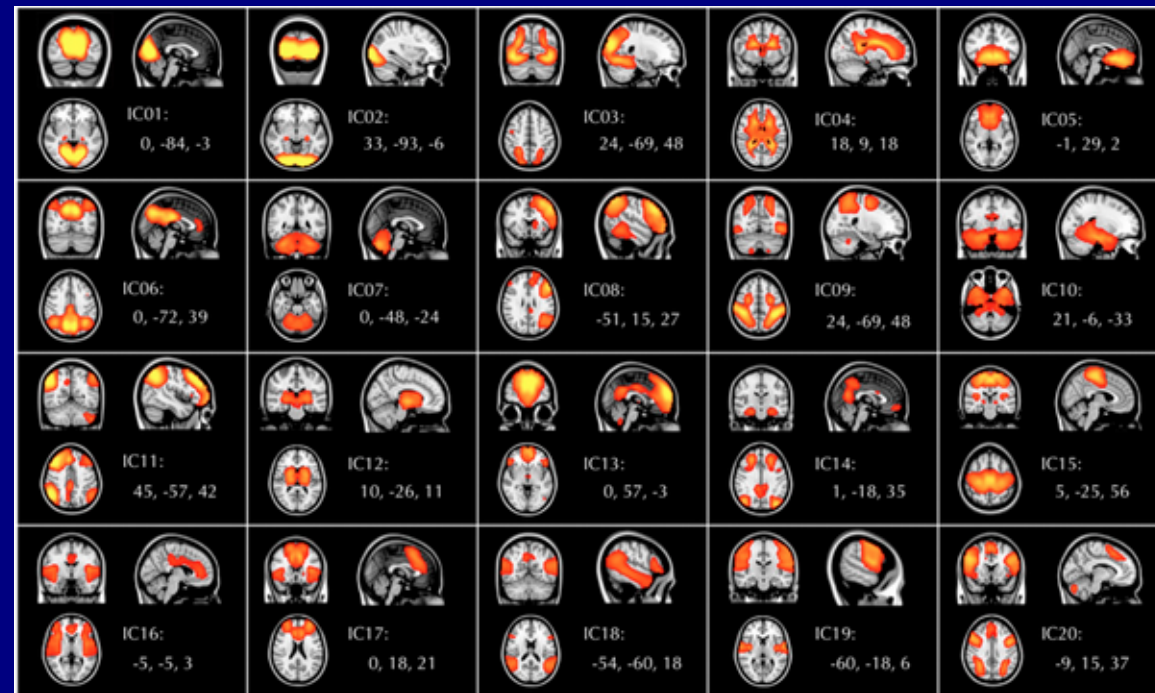 IC01:
0, -84, -3
IC02:
33, -93, -6
IC03:
24, -69, 48
IC04:
18, 9, 18
IC05:
-1, 29, 2
IC06:
0, -72, 39
IC07:
0, -48, -24
IC08:
-51, 15, 27
IC09:
24, -69, 48
IC10:
21, -6, -33
IC11:
45, -57, 42
IC12:
10, -26, 11
IC13:
0, 57, -3
IC14:
1, -18, 35
IC15:
5, -25, 56
IC16:
-5, -5, 3
IC17:
0, 18, 21
IC18:
-54, -60, 18
IC19:
-60, -18, 6
IC20:
-9, 15, 37